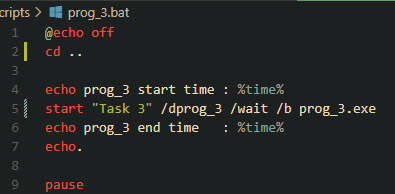 cripts > prog_3.bat
1 @echo off
2 cd ..
3
4 echo prog_3 start time : %time%
5 start "Task 3" /dprog_3 /wait /b prog_3.exe
6 echo prog_3 end time   : %time%
7 echo.
8
9 pause